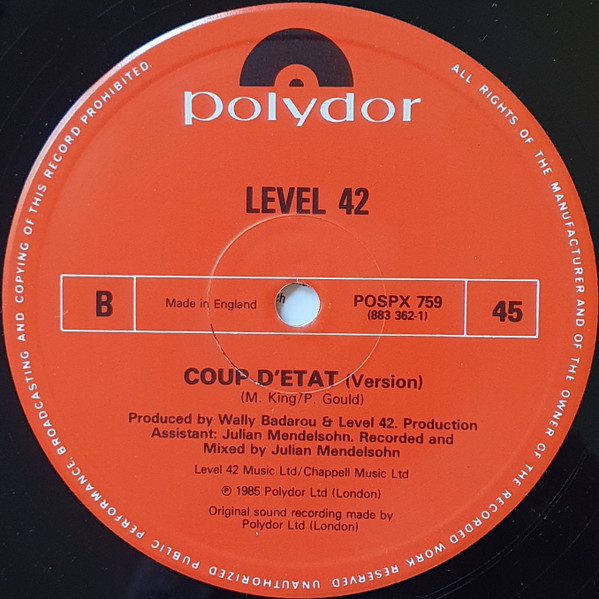 polydor
LEVEL 42
B
Made in England
POSPX 759
(883 362-1)
45
COUP D'ETAT (Version)
(M. King/P. Gould)
Produced by Wally Badarou & Level 42. Production
Assistant: Julian Mendelsohn. Recorded and
Mixed by Julian Mendelsohn
Level 42 Music Ltd/Chappell Music Ltd
℗ 1985 Polydor Ltd (London)
Original sound recording made by
Polydor Ltd (London)
ALL RIGHTS OF THE MANUFACTURER AND OF THE OWNER OF THE RECORDED WORK RESERVED. UNAUTHORIZED PUBLIC PERFORMANCE, BROADCASTING AND COPYING OF THIS RECORD PROHIBITED.